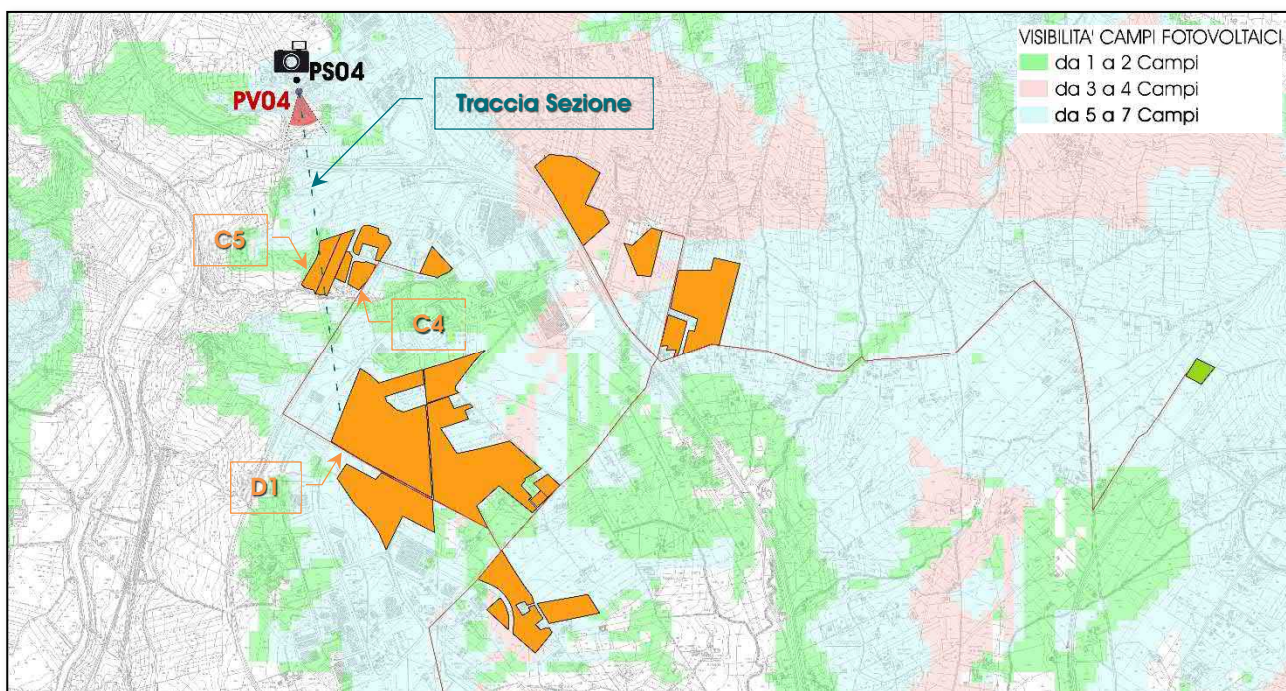 VISIBILITA' CAMPI FOTOVOLTAICI
da 1 a 2 Campi
da 3 a 4 Campi
da 5 a 7 Campi
PS04
PV04
Traccia Sezione
C5
C4
D1